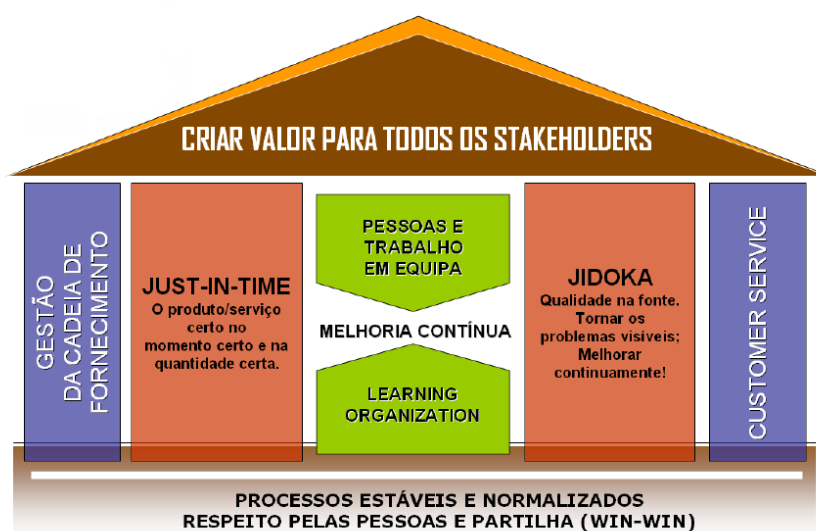 CRIAR VALOR PARA TODOS OS STAKEHOLDERS
GESTÃO
DA CADEIA DE
FORNECIMENTO
JUST-IN-TIME
O produto/serviço
certo no
momento certo e na
quantidade certa.
PESSOAS E
TRABALHO
EM EQUIPA
MELHORIA CONTÍNUA
LEARNING
ORGANIZATION
JIDOKA
Qualidade na fonte.
Tornar os
problemas visíveis;
Melhorar
continuamente!
CUSTOMER SERVICE
PROCESSOS ESTÁVEIS E NORMALIZADOS
RESPEITO PELAS PESSOAS E PARTILHA (WIN-WIN)